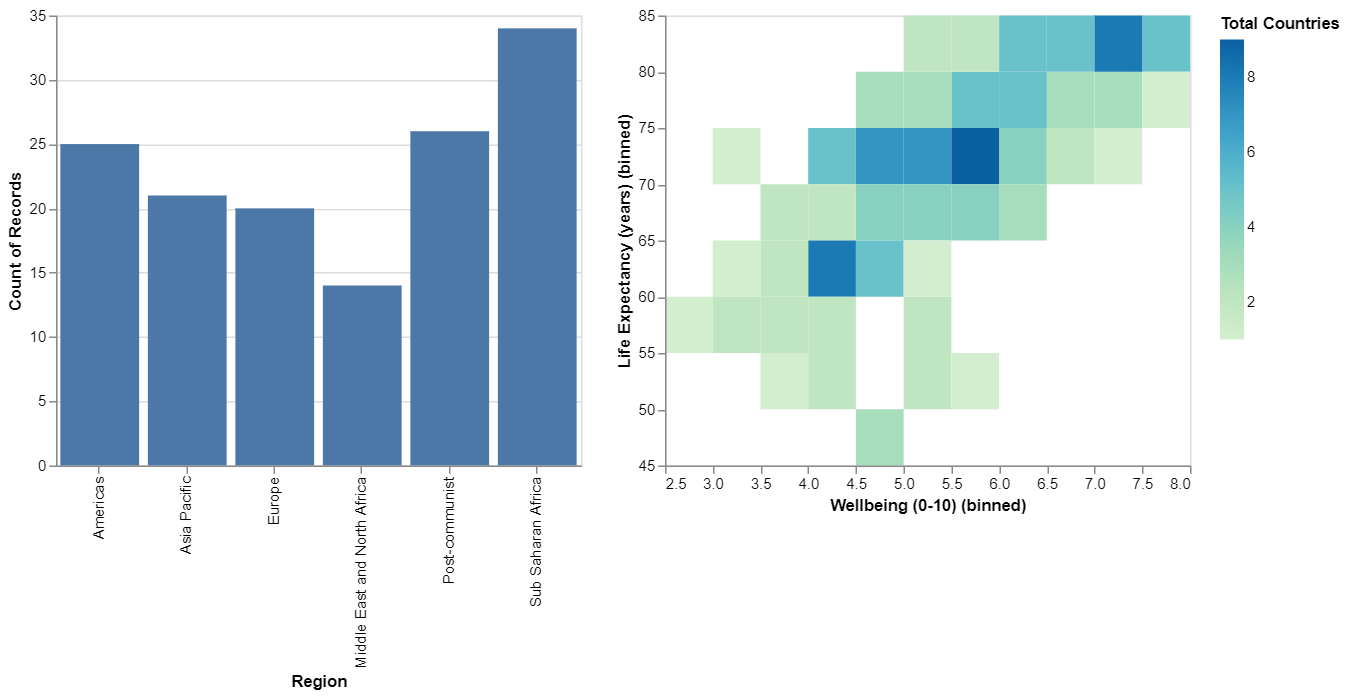 35
30
25
20
15
10
5
0
Count of Records
Americas
Asia Pacific
Europe
Middle East and North Africa
Post-communist
Sub Saharan Africa
Region
85
80
75
70
65
60
55
50
45
Life Expectancy (years) (binned)
2.5 3.0 3.5 4.0 4.5 5.0 5.5 6.0 6.5 7.0 7.5 8.0
Wellbeing (0-10) (binned)
Total Countries
8
6
4
2